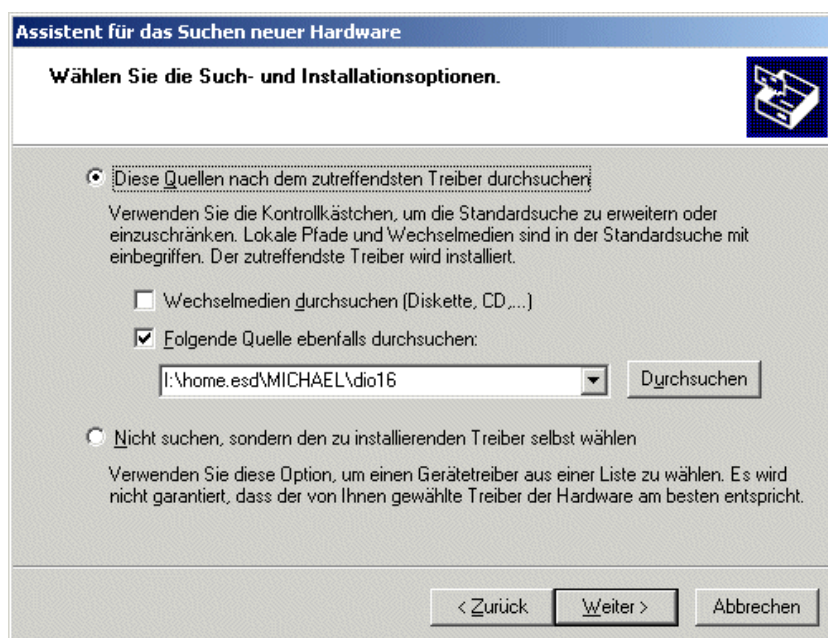 Assistent für das Suchen neuer Hardware
Wählen Sie die Such- und Installationsoptionen.
Diese Quellen nach dem zutreffendsten Treiber durchsuchen
Verwenden Sie die Kontrollkästchen, um die Standardsuche zu erweitern oder
einzuschränken. Lokale Pfade und Wechselmedien sind in der Standardsuche mit
einbegriffen. Der zutreffendste Treiber wird installiert.
Wechselmedien durchsuchen (Diskette, CD,...)
Folgende Quelle ebenfalls durchsuchen:
I:\home.esd\MICHAEL\dio16
Durchsuchen
Nicht suchen, sondern den zu installierenden Treiber selbst wählen
Verwenden Sie diese Option, um einen Gerätetreiber aus einer Liste zu wählen. Es wird
nicht garantiert, dass der von Ihnen gewählte Treiber der Hardware am besten entspricht.
< Zurück Weiter > Abbrechen